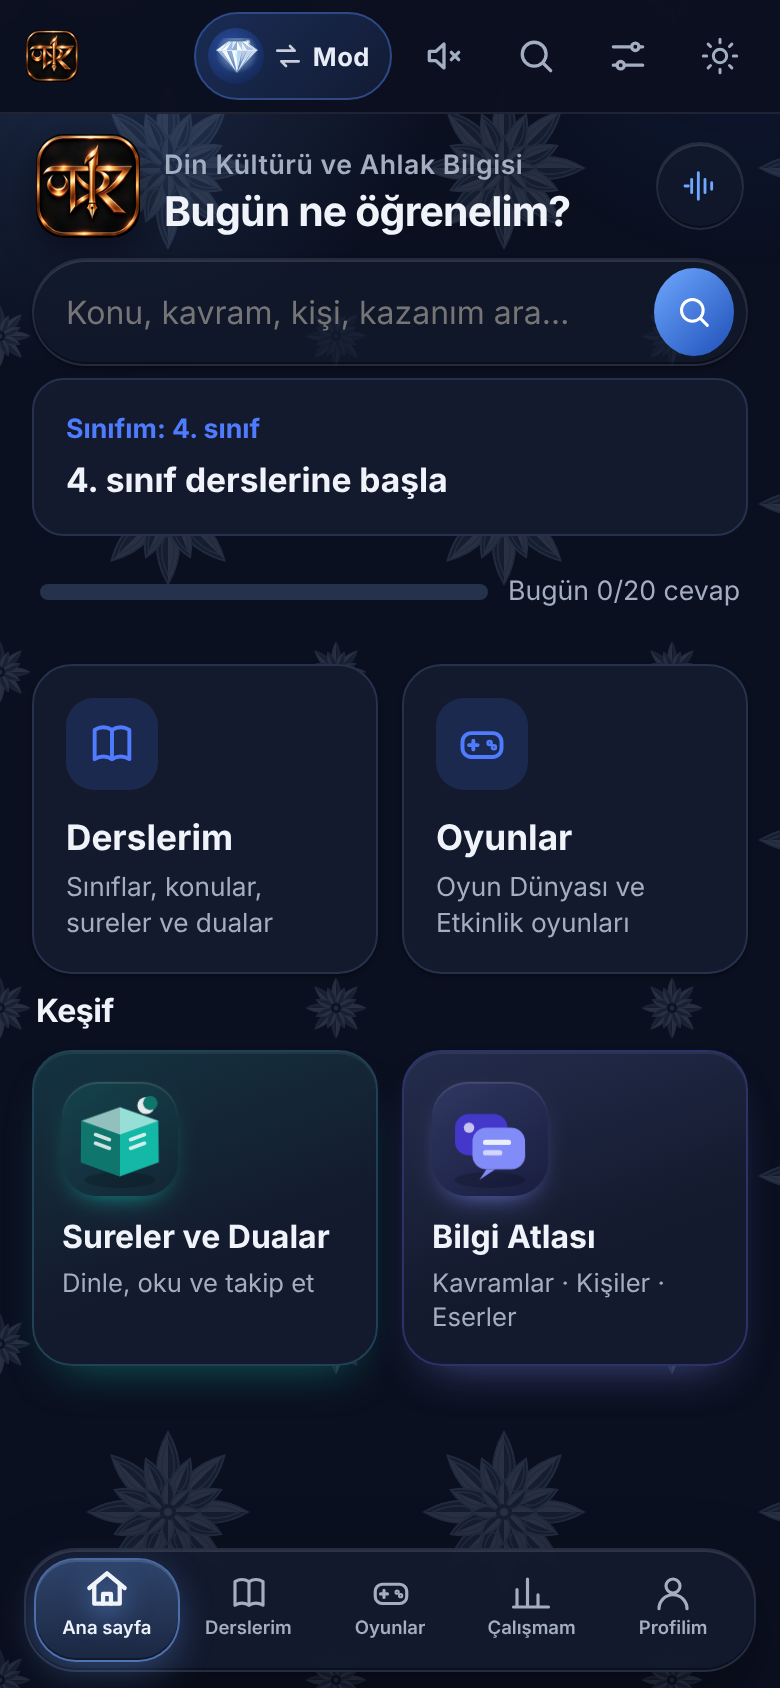 Mod
Din Kültürü ve Ahlak Bilgisi
Bugün ne öğrenelim?
Konu, kavram, kişi, kazanım ara...
Sınıfım: 4. sınıf
4. sınıf derslerine başla
Bugün 0/20 cevap
Derslerim
Sınıflar, konular,
sureler ve dualar
Oyunlar
Oyun Dünyası ve
Etkinlik oyunları
Keşif
Sureler ve Dualar
Dinle, oku ve takip et
Bilgi Atlası
Kavramlar · Kişiler ·
Eserler
Ana sayfa
Derslerim
Oyunlar
Çalışmam
Profilim